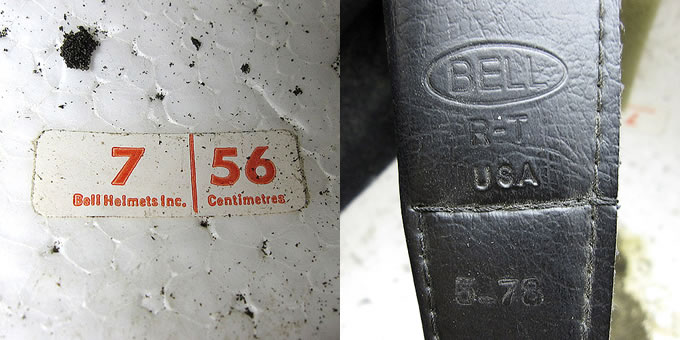 7
Bell Helmets Inc.
56
Centimetres
BELL
R-T
USA
5-78